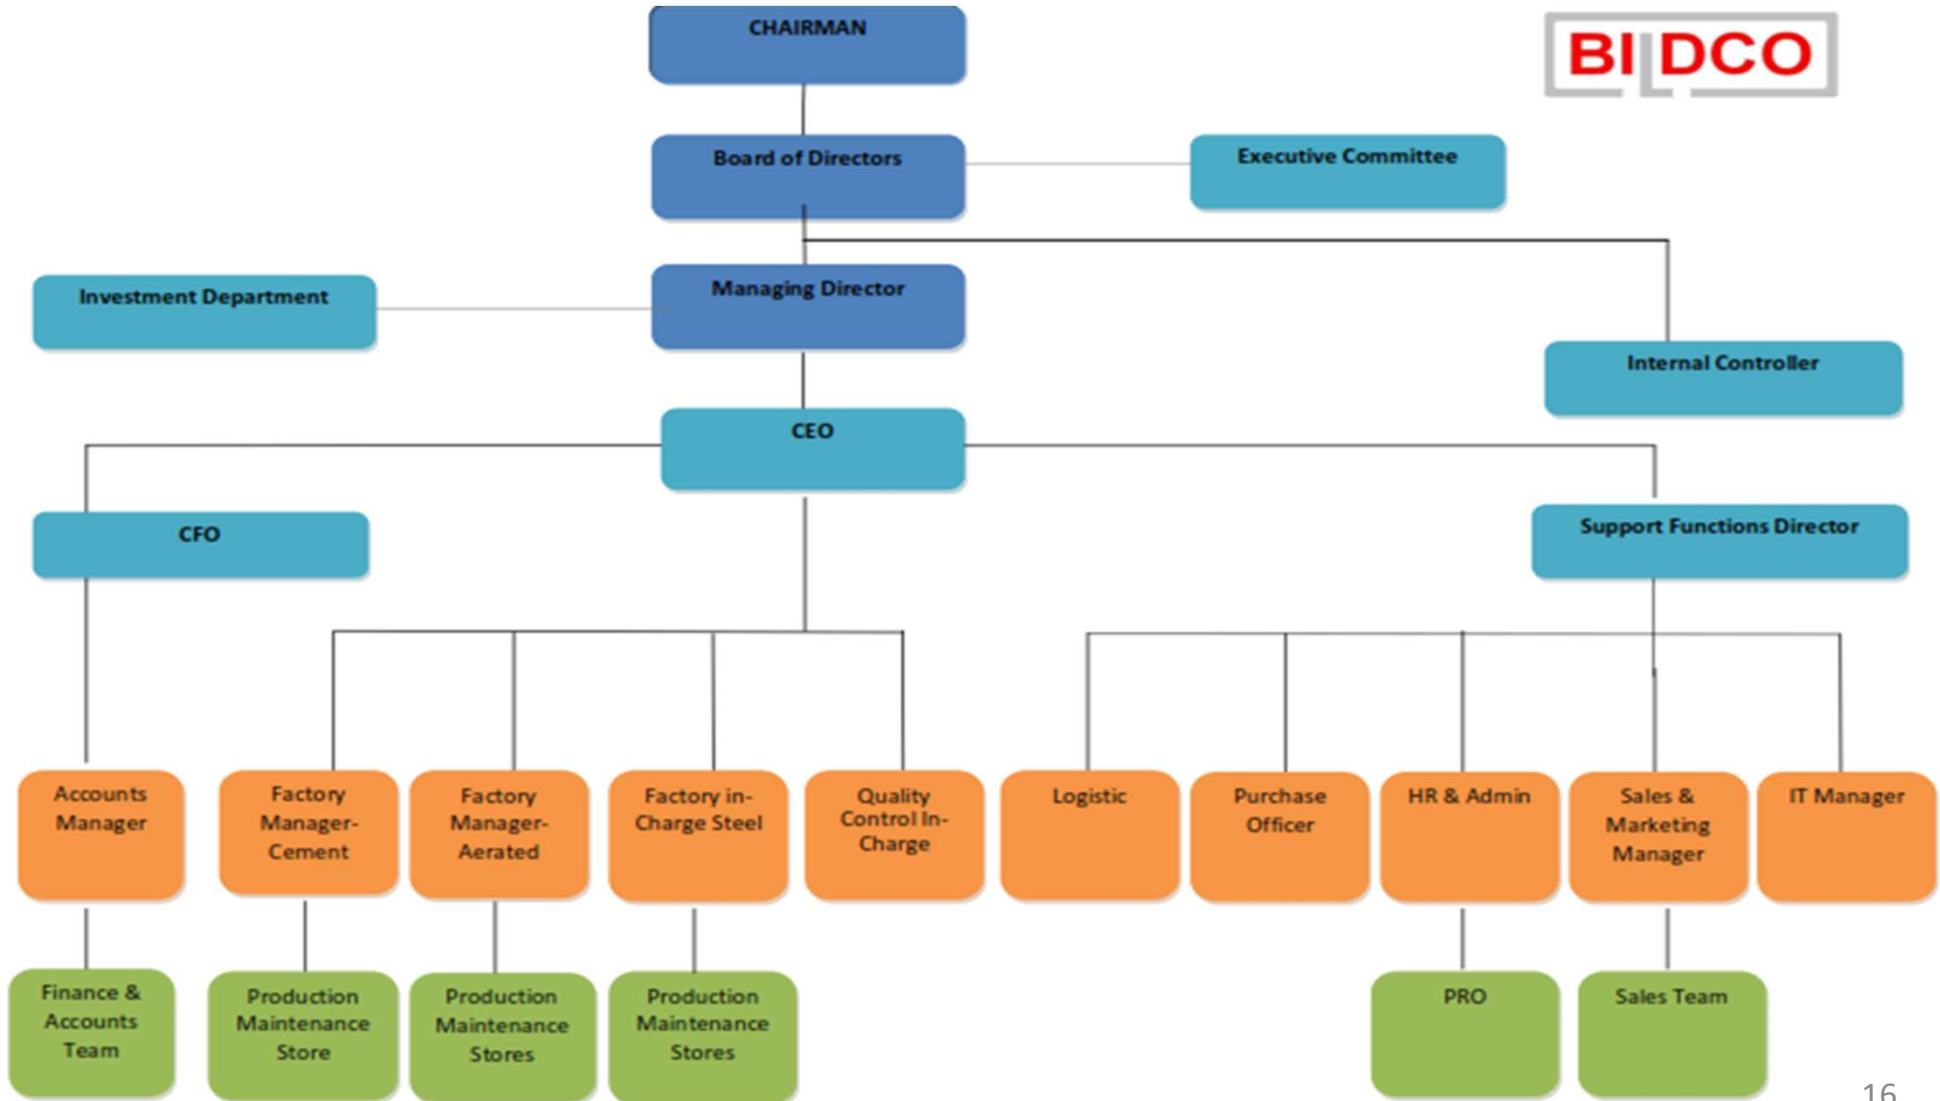 CHAIRMAN
BILDCO
Board of Directors
Executive Committee
Managing Director
Investment Department
Internal Controller
CEO
CFO
Support Functions Director
Accounts
Manager
Factory
Manager-
Cement
Factory
Manager-
Aerated
Factory in-
Charge Steel
Quality
Control In-
Charge
Logistic
Purchase
Officer
HR & Admin
Sales &
Marketing
Manager
IT Manager
Finance &
Accounts
Team
Production
Maintenance
Store
Production
Maintenance
Stores
Production
Maintenance
Stores
PRO
Sales Team
16